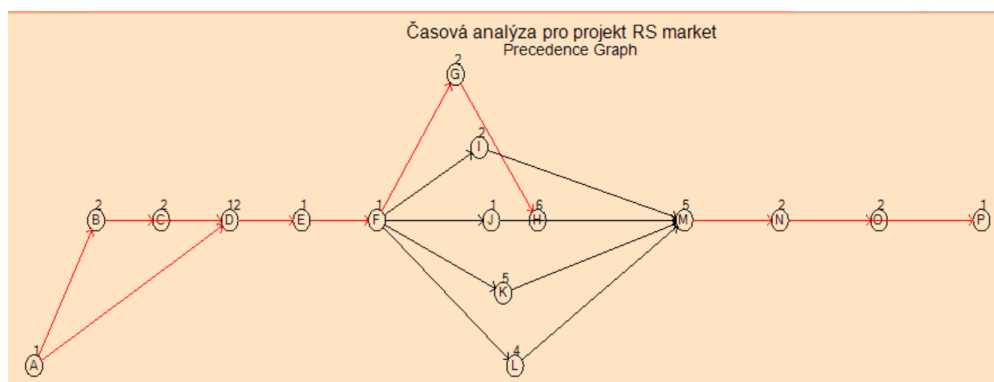 Časová analýza pro projekt RS market
Precedence Graph
2
G
2
I
2 2 12 1 1 1 6 5 2 2 1
B C D E F J H M N O P
5
K
1 4
A L